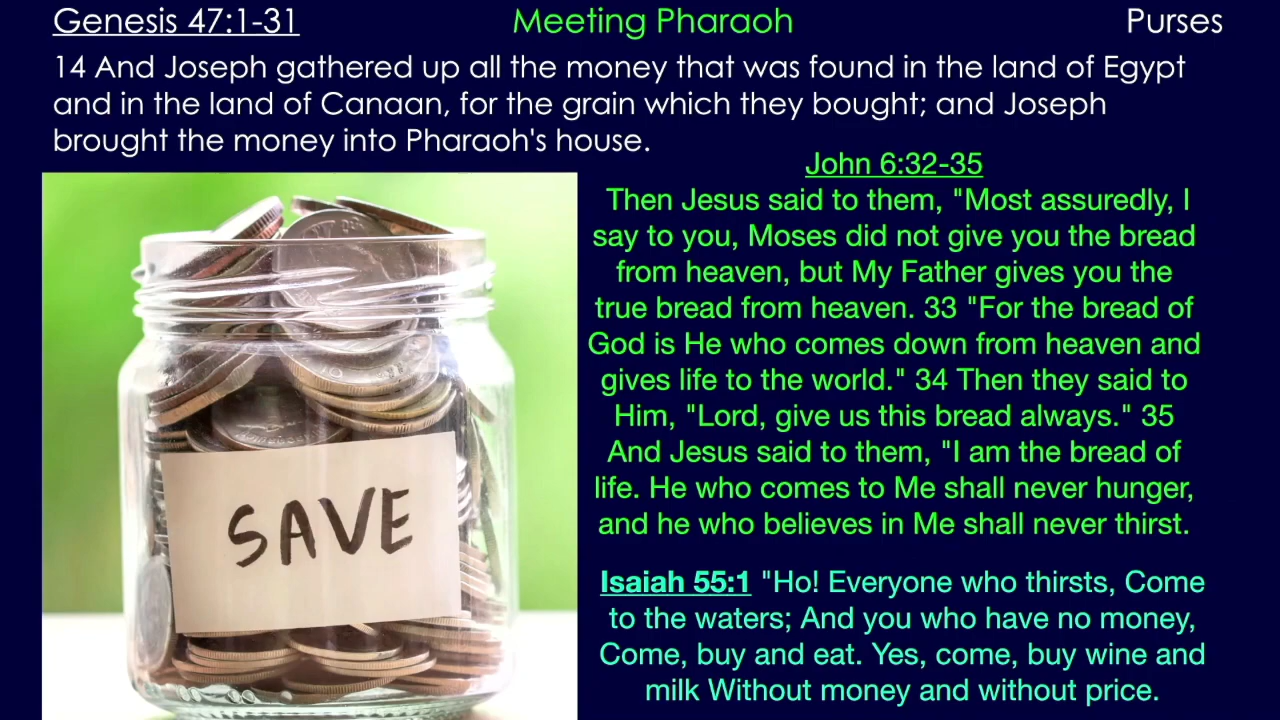 Genesis 47:1-31 Meeting Pharaoh Purses
14 And Joseph gathered up all the money that was found in the land of Egypt
and in the land of Canaan, for the grain which they bought; and Joseph
brought the money into Pharaoh's house.
SAVE
John 6:32-35
Then Jesus said to them, "Most assuredly, I
say to you, Moses did not give you the bread
from heaven, but My Father gives you the
true bread from heaven. 33 "For the bread of
God is He who comes down from heaven and
gives life to the world." 34 Then they said to
Him, "Lord, give us this bread always." 35
And Jesus said to them, "I am the bread of
life. He who comes to Me shall never hunger,
and he who believes in Me shall never thirst.
Isaiah 55:1 "Ho! Everyone who thirsts, Come
to the waters; And you who have no money,
Come, buy and eat. Yes, come, buy wine and
milk Without money and without price.